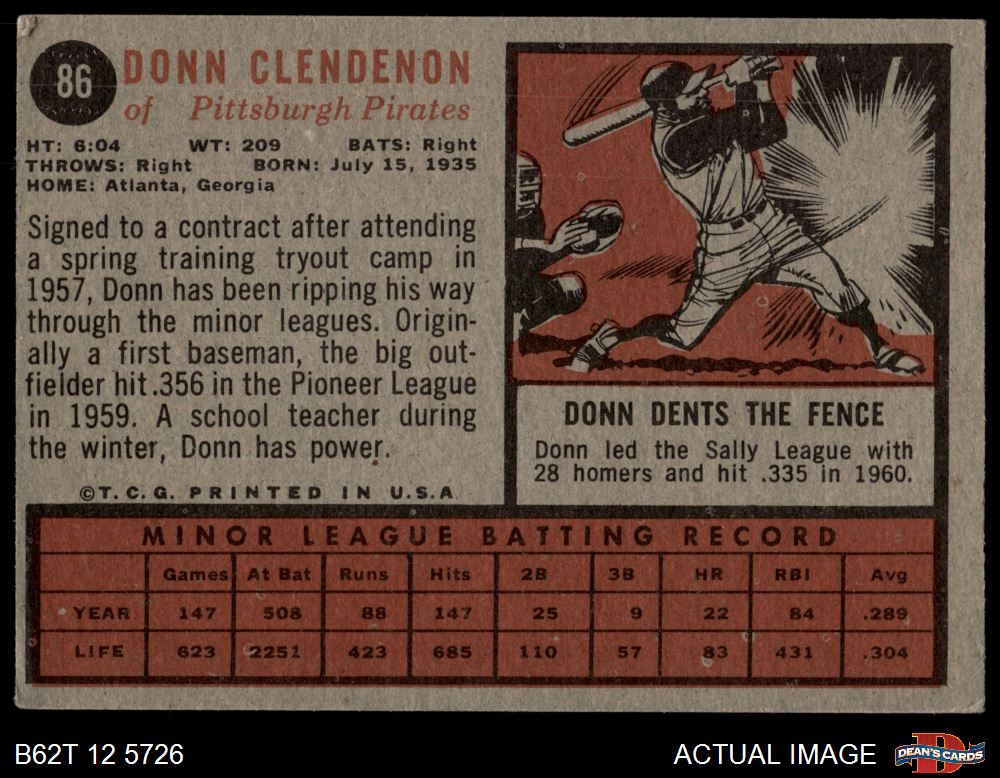 86
DONN CLENDENON
of Pittsburgh Pirates
HT: 6:04 WT: 209 BATS: Right
THROWS: Right BORN: July 15, 1935
HOME: Atlanta, Georgia
Signed to a contract after attending
a spring training tryout camp in
1957, Donn has been ripping his way
through the minor leagues. Origin-
ally a first baseman, the big out-
fielder hit .356 in the Pioneer League
in 1959. A school teacher during
the winter, Donn has power.
©T.C.G. PRINTED IN U.S.A
DONN DENTS THE FENCE
Donn led the Sally League with
28 homers and hit .335 in 1960.
MINOR LEAGUE BATTING RECORD
Games At Bat Runs Hits 2B 3B HR RBI Avg
YEAR 147 508 88 147 25 9 22 84 .289
LIFE 623 2251 423 685 110 57 83 431 .304
B62T 12 5726
ACTUAL IMAGE
D
DEAN'S CARDS